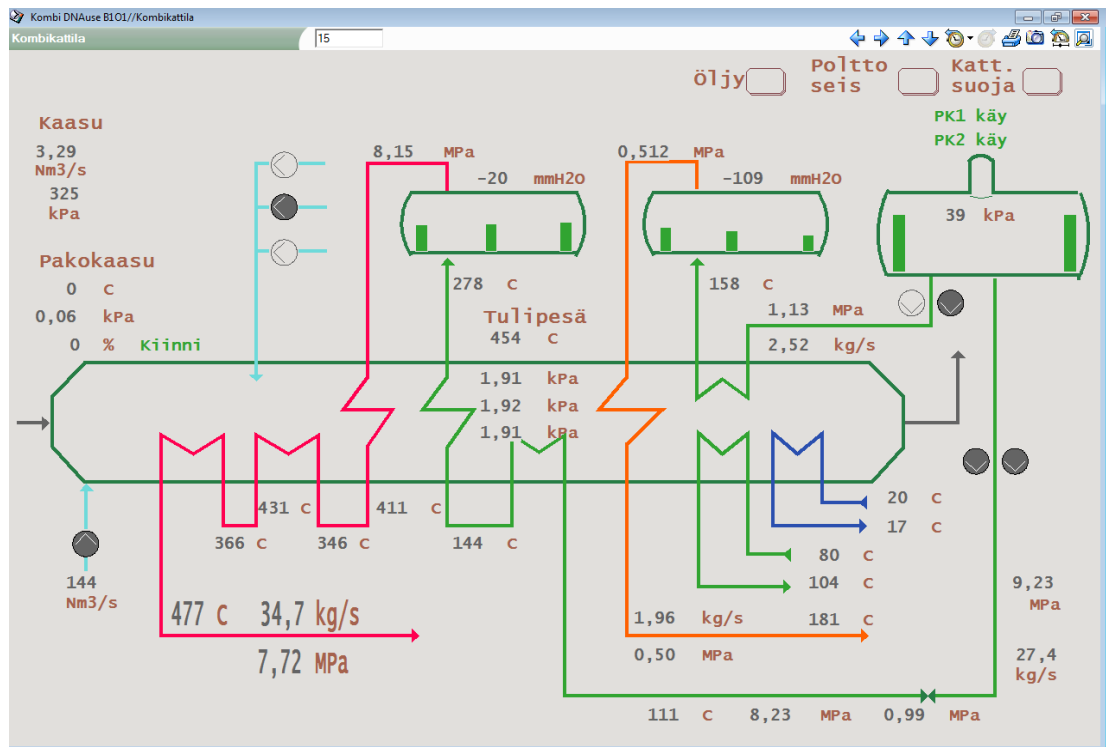 Kombi DNAuse B1O1//Kombikattila
Kombikattila
15
Öljy
Poltto seis
Katt. suoja
PK1 käy
PK2 käy
Kaasu
3,29 Nm3/s
325 kPa
8,15 MPa
-20 mmH2O
0,512 MPa
-109 mmH2O
39 kPa
Pakokaasu
0 C
0,06 kPa
0 % Kiinni
278 C
Tulipesä
454 C
158 C
1,13 MPa
2,52 kg/s
1,91 kPa
1,92 kPa
1,91 kPa
431 C
411 C
366 C
346 C
144 C
20 C
17 C
80 C
104 C
144 Nm3/s
477 C 34,7 kg/s
7,72 MPa
1,96 kg/s
181 C
0,50 MPa
9,23 MPa
27,4 kg/s
111 C 8,23 MPa 0,99 MPa